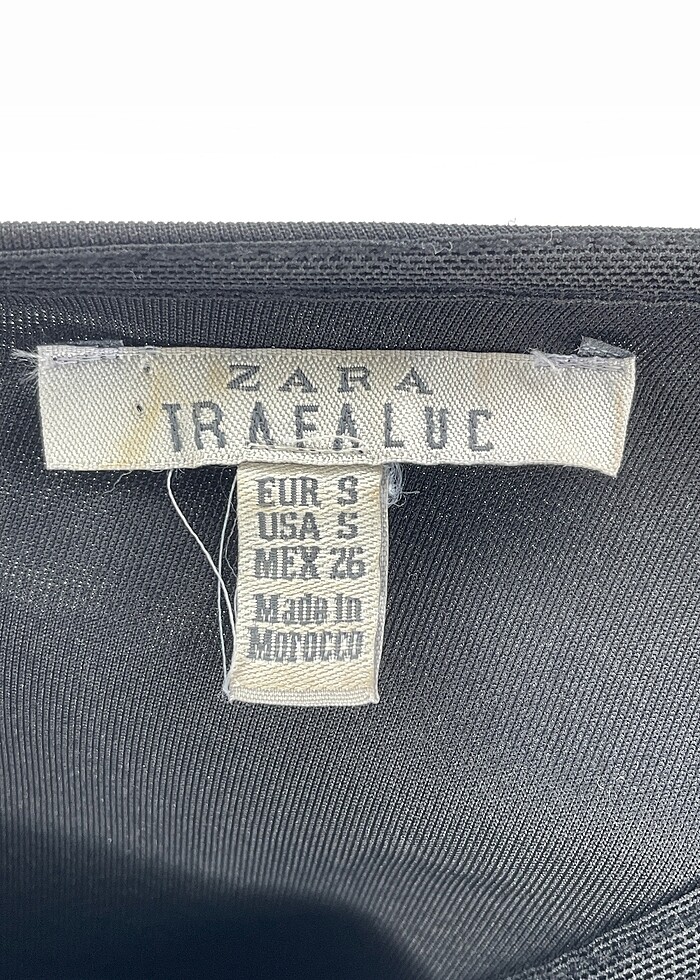 ZARA
TRAFALUC
EUR S
USA S
MEX 26
Made in
Morocco